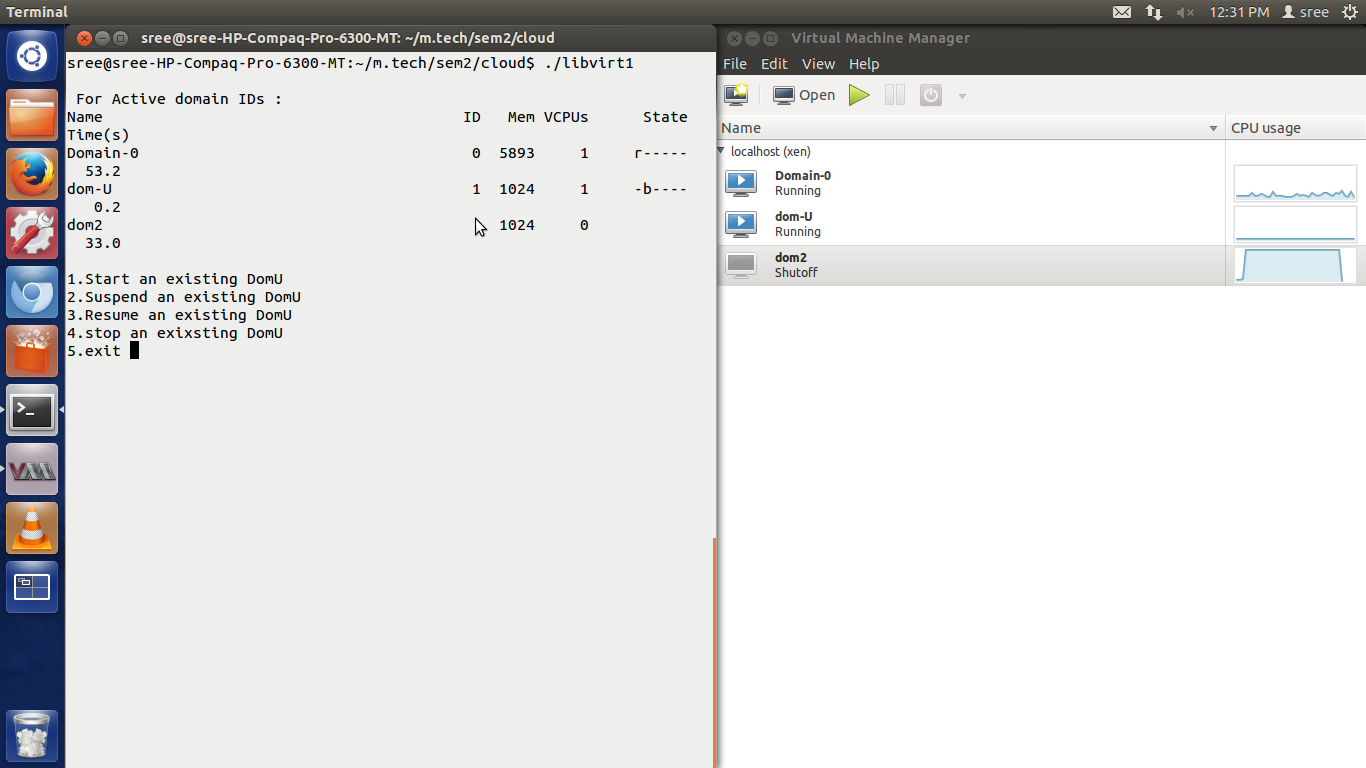 Terminal
12:31 PM
sree
sree@sree-HP-Compaq-Pro-6300-MT: ~/m.tech/sem2/cloud
sree@sree-HP-Compaq-Pro-6300-MT:~/m.tech/sem2/cloud$ ./libvirt1
For Active domain IDs :
Name ID Mem VCPUs State
Time(s)
Domain-0 0 5893 1 r-----
53.2
dom-U 1 1024 1 -b----
0.2
dom2 1024 0
33.0
1.Start an existing DomU
2.Suspend an existing DomU
3.Resume an existing DomU
4.stop an exixsting DomU
5.exit
Virtual Machine Manager
File Edit View Help
Open
Name CPU usage
localhost (xen)
Domain-0
Running
dom-U
Running
dom2
Shutoff